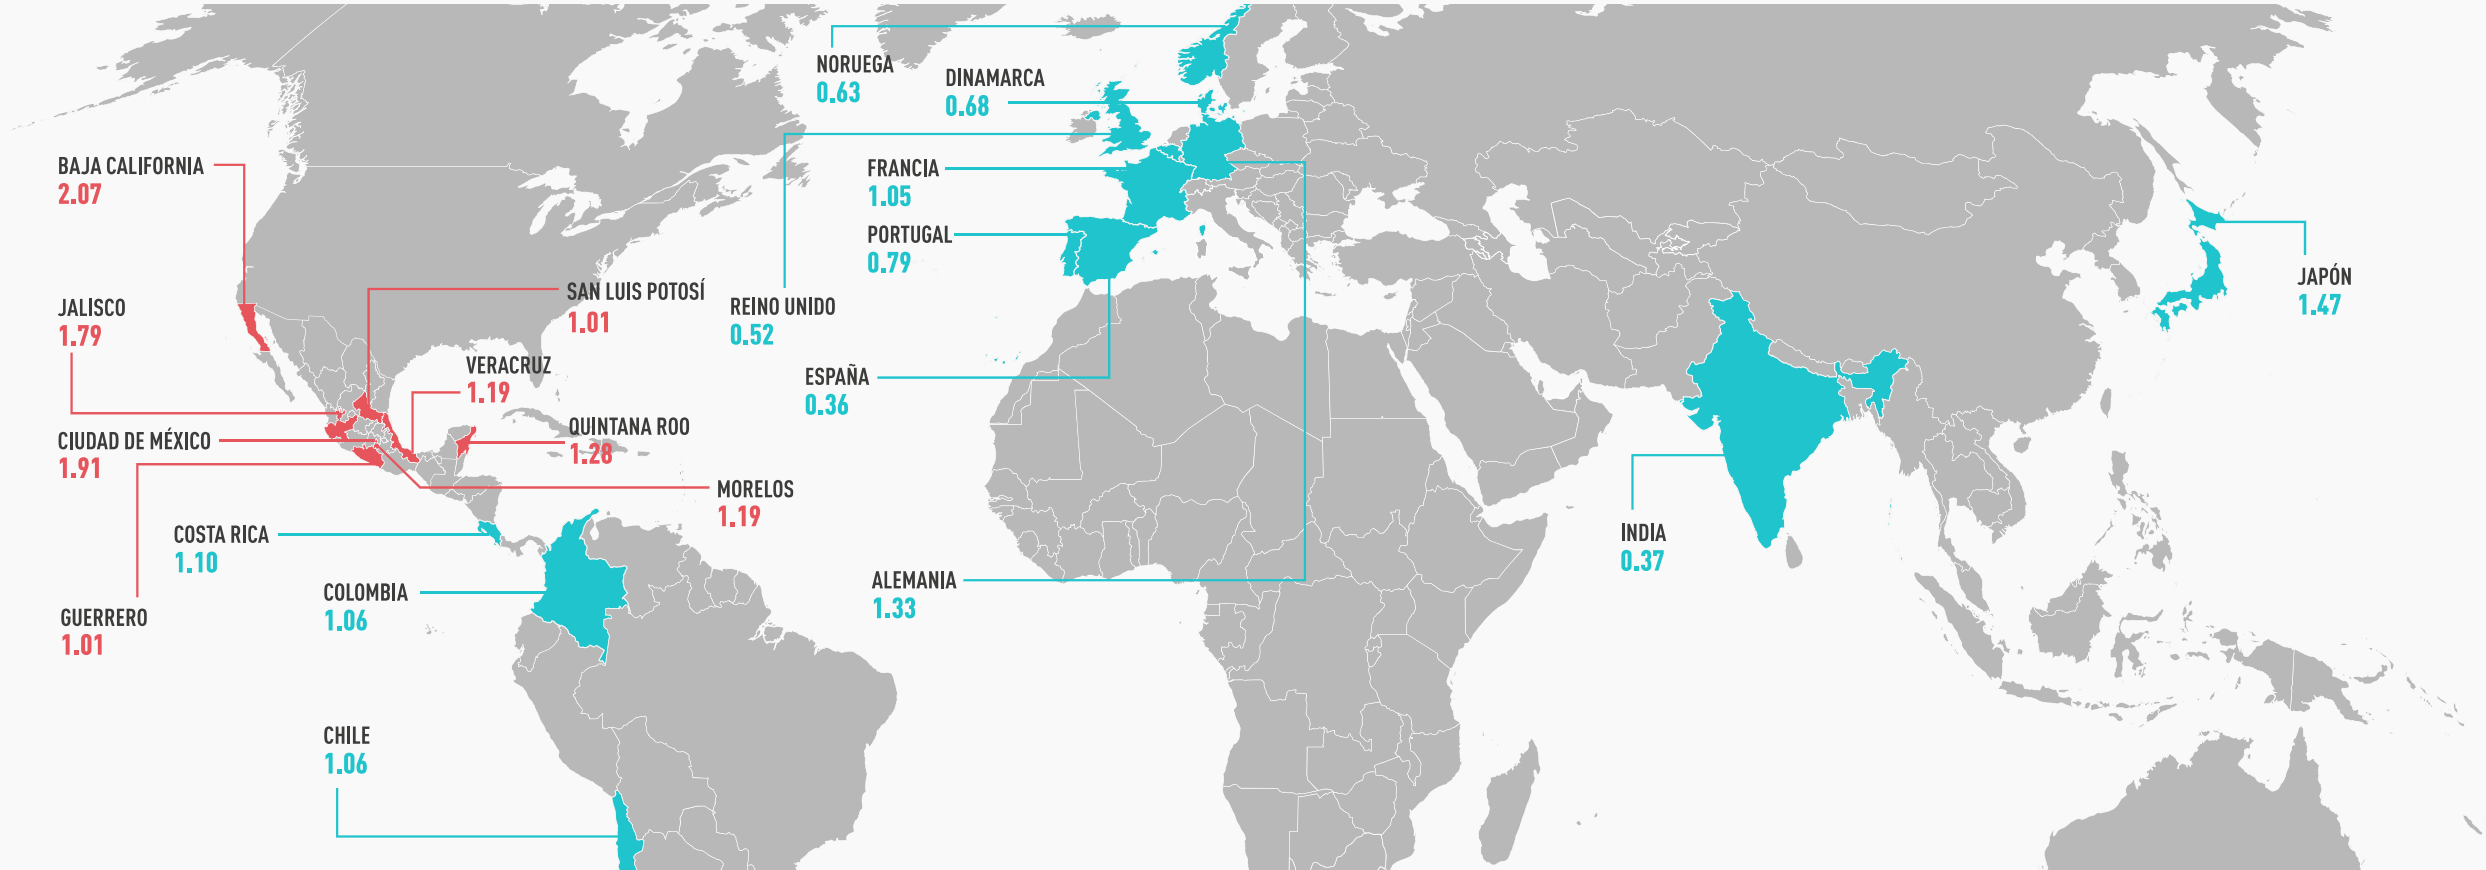 NORUEGA
0.63
DINAMARCA
0.68
BAJA CALIFORNIA
2.07
FRANCIA
1.05
PORTUGAL
0.79
JAPÓN
1.47
JALISCO
1.79
SAN LUIS POTOSÍ
1.01
REINO UNIDO
0.52
VERACRUZ
1.19
ESPAÑA
0.36
CIUDAD DE MÉXICO
1.91
QUINTANA ROO
1.28
MORELOS
1.19
INDIA
0.37
COSTA RICA
1.10
COLOMBIA
1.06
ALEMANIA
1.33
GUERRERO
1.01
CHILE
1.06